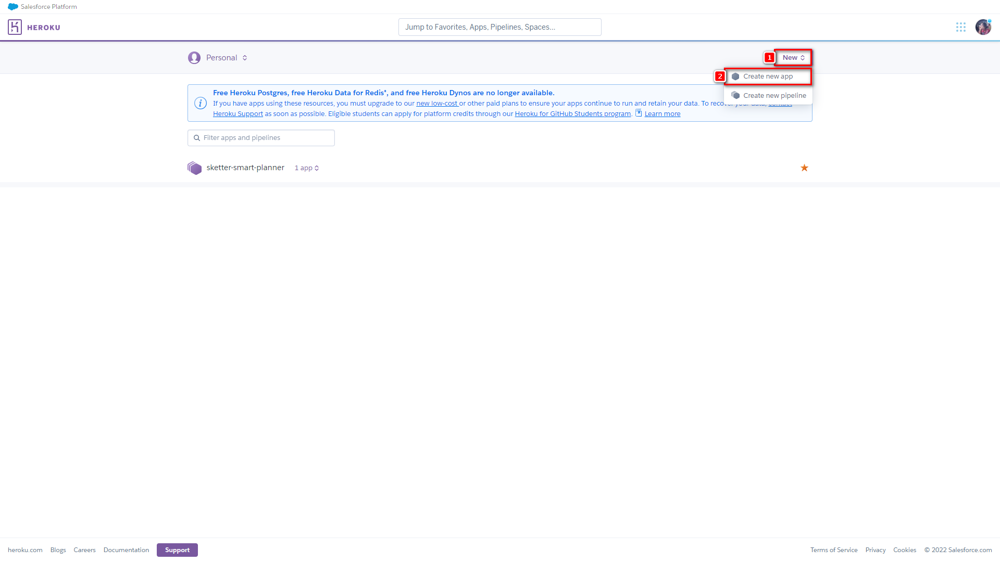 Salesforce Platform
HEROKU
Jump to Favorites, Apps, Pipelines, Spaces...
Personal
1
New
2
Create new app
Create new pipeline
Free Heroku Postgres, free Heroku Data for Redis®, and free Heroku Dynos are no longer available.
If you have apps using these resources, you must upgrade to our new low-cost or other paid plans to ensure your apps continue to run and retain your data. To recover your data, contact
Heroku Support as soon as possible. Eligible students can apply for platform credits through our Heroku for GitHub Students program. Learn more
Filter apps and pipelines
sketter-smart-planner 1 app
heroku.com Blogs Careers Documentation Support
Terms of Service Privacy Cookies © 2022 Salesforce.com